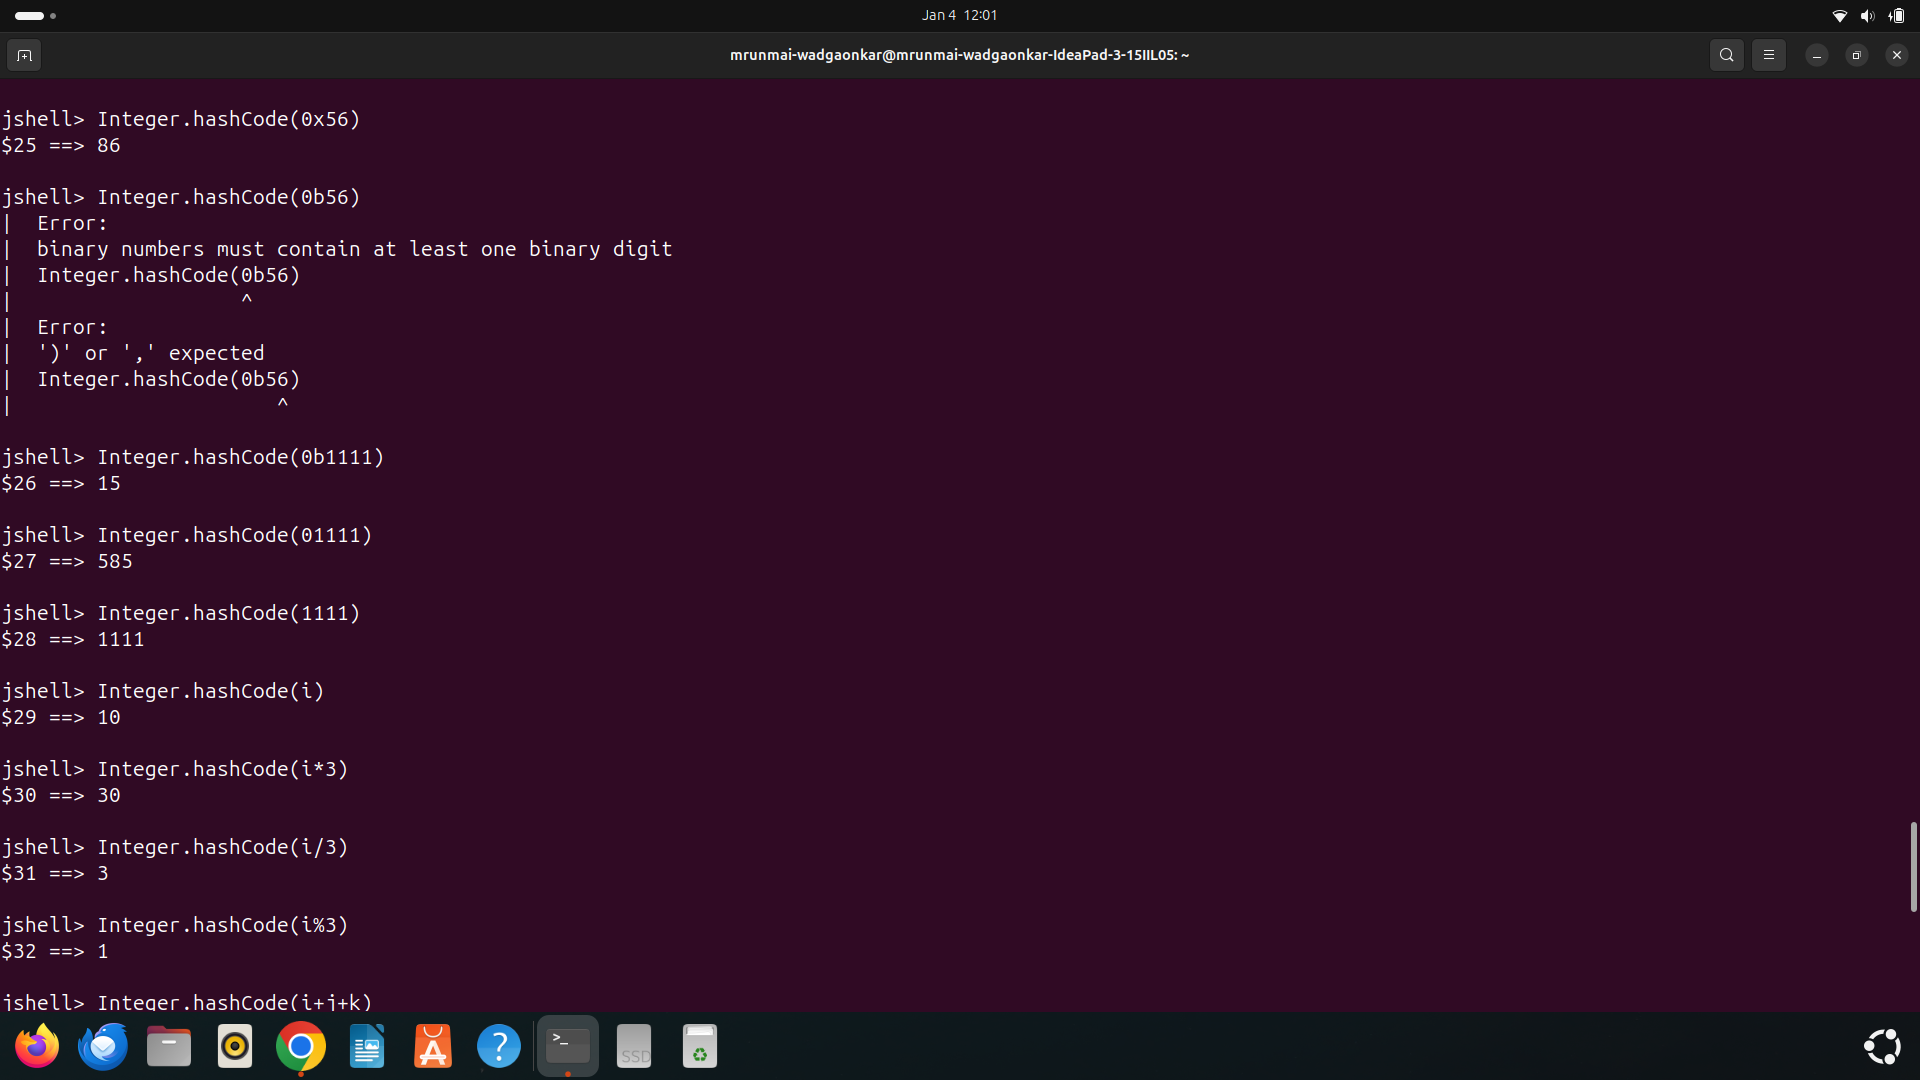 Jan 4 12:01
mrunmai-wadgaonkar@mrunmai-wadgaonkar-IdeaPad-3-15IIL05: ~
jshell> Integer.hashCode(0x56)
$25 ==> 86
jshell> Integer.hashCode(0b56)
|  Error:
|  binary numbers must contain at least one binary digit
|  Integer.hashCode(0b56)
|                   ^
|  Error:
|  ')' or ',' expected
|  Integer.hashCode(0b56)
|                      ^
jshell> Integer.hashCode(0b1111)
$26 ==> 15
jshell> Integer.hashCode(01111)
$27 ==> 585
jshell> Integer.hashCode(1111)
$28 ==> 1111
jshell> Integer.hashCode(i)
$29 ==> 10
jshell> Integer.hashCode(i*3)
$30 ==> 30
jshell> Integer.hashCode(i/3)
$31 ==> 3
jshell> Integer.hashCode(i%3)
$32 ==> 1
jshell> Integer.hashCode(i+j+k)
>_
SSD